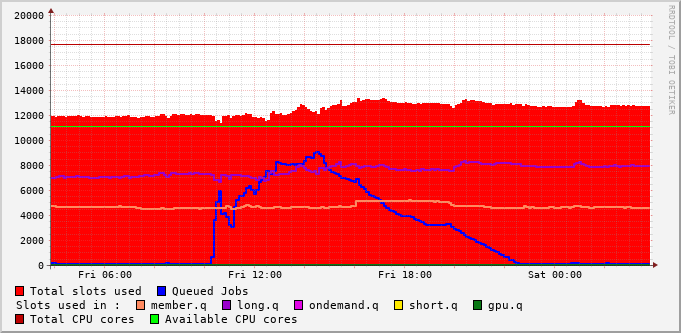 RRDTOOL / TOBI OETIKER
20000
18000
16000
14000
12000
10000
8000
6000
4000
2000
0
Fri 06:00 Fri 12:00 Fri 18:00 Sat 00:00
Total slots used Queued Jobs
Slots used in : member.q long.q ondemand.q short.q gpu.q
Total CPU cores Available CPU cores